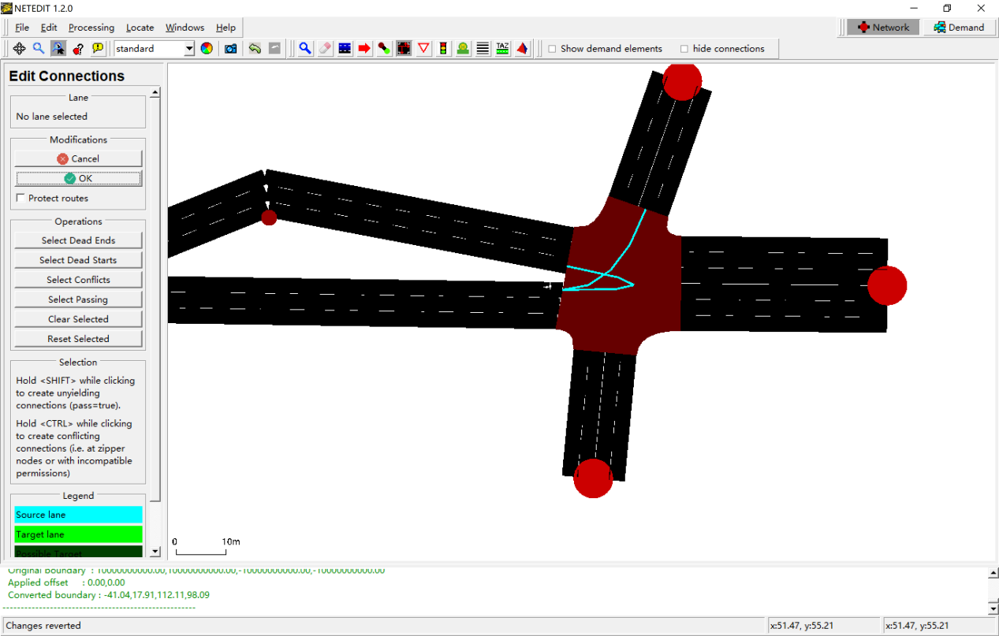 NETEDIT 1.2.0
File Edit Processing Locate Windows Help
Network Demand
standard
TAZ
Show demand elements hide connections
Edit Connections
Lane
No lane selected
Modifications
Cancel
OK
Protect routes
Operations
Select Dead Ends
Select Dead Starts
Select Conflicts
Select Passing
Clear Selected
Reset Selected
Selection
Hold <SHIFT> while clicking
to create unyielding
connections (pass=true).
Hold <CTRL> while clicking
to create conflicting
connections (i.e. at zipper
nodes or with incompatible
permissions)
Legend
Source lane
Target lane
Possible Target
0 10m
Original boundary : 10000000000.00,10000000000.00,-10000000000.00,-10000000000.00
Applied offset : 0.00,0.00
Converted boundary : -41.04,17.91,112.11,98.09
Changes reverted
x:51.47, y:55.21
x:51.47, y:55.21